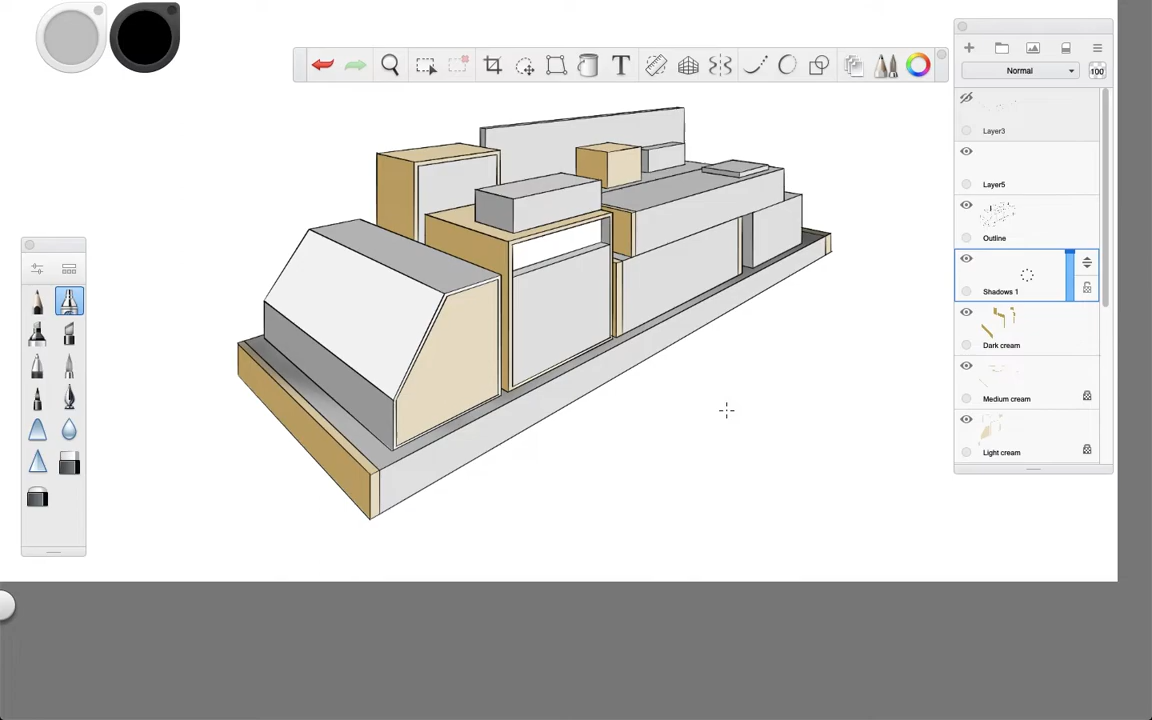 T
Normal
100
Layer3
Layer5
Outline
Shadows 1
Dark cream
Medium cream
Light cream